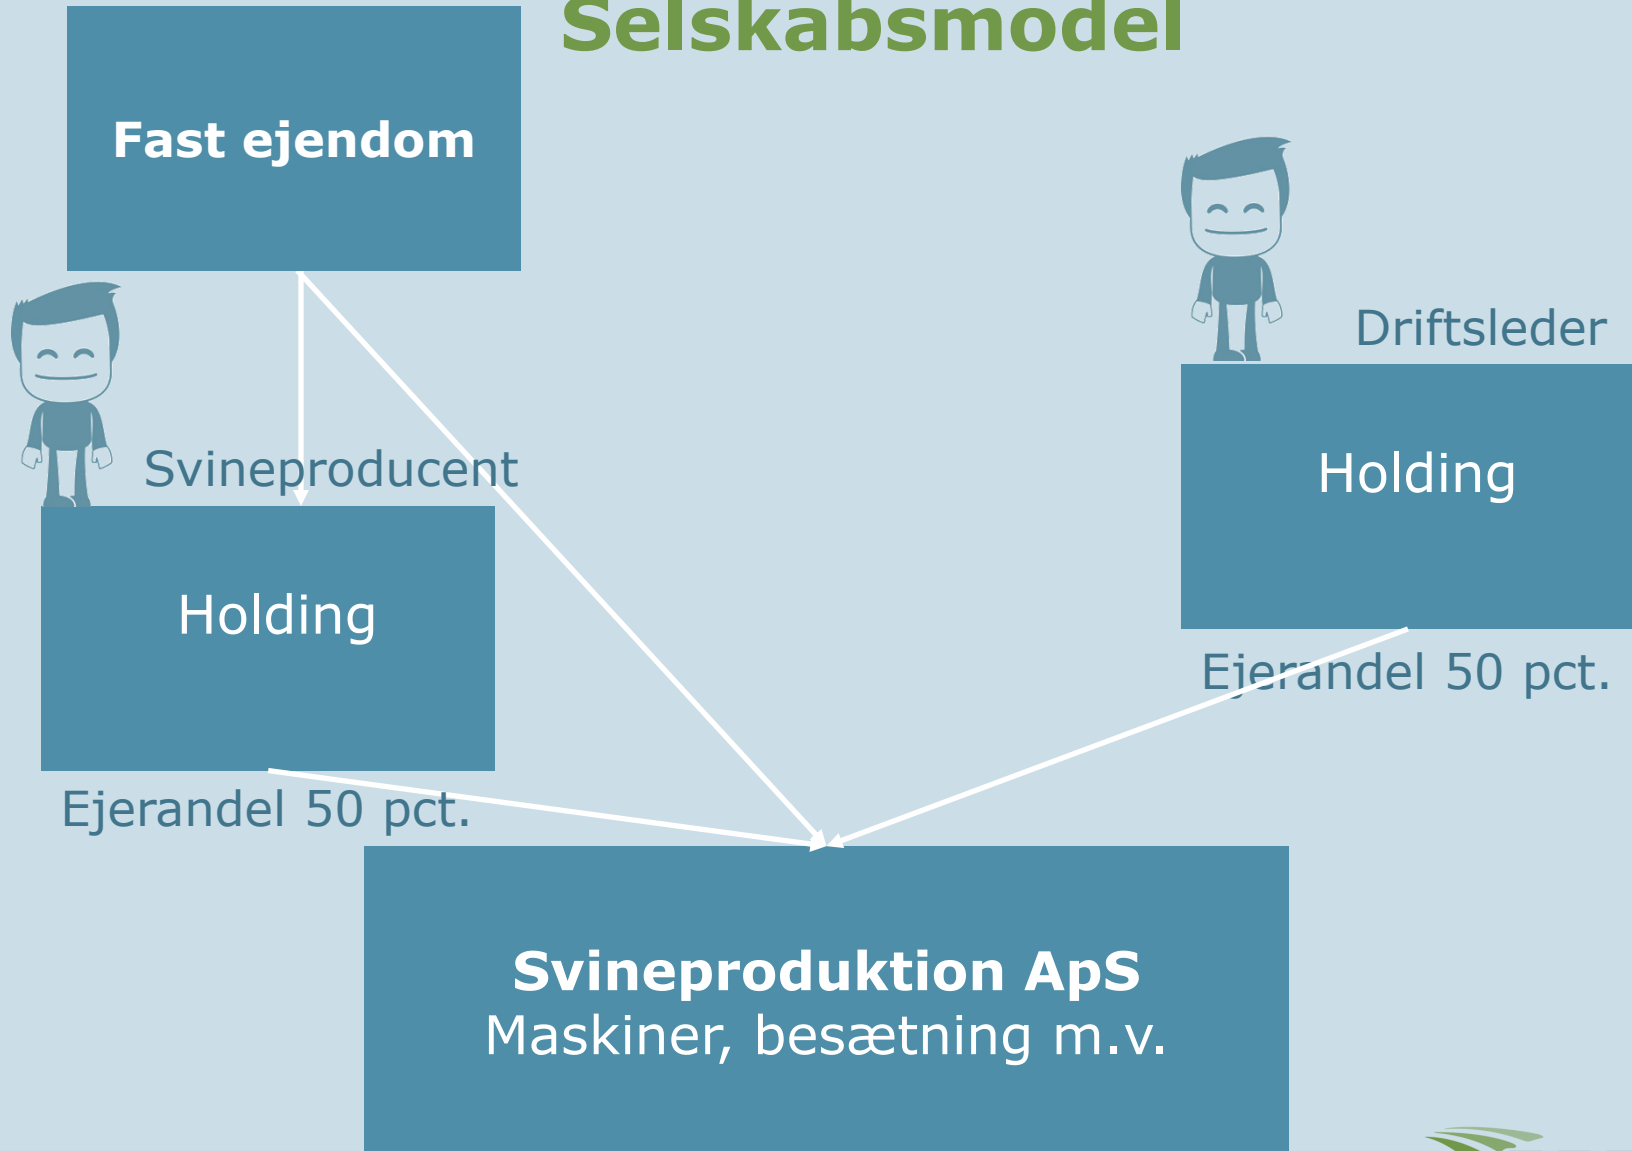 Selskabsmodel
Fast ejendom
Driftsleder
Svineproducent
Holding
Holding
Ejerandel 50 pct.
Ejerandel 50 pct.
Svineproduktion ApS
Maskiner, besætning m.v.